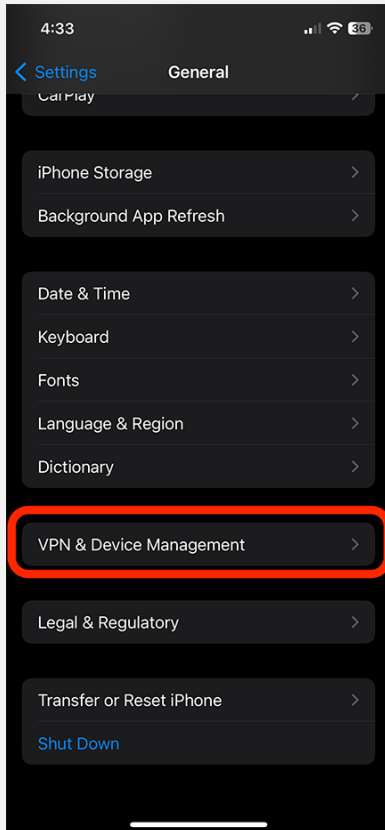 4:33
36
Settings
General
CarPlay
iPhone Storage
Background App Refresh
Date & Time
Keyboard
Fonts
Language & Region
Dictionary
VPN & Device Management
Legal & Regulatory
Transfer or Reset iPhone
Shut Down